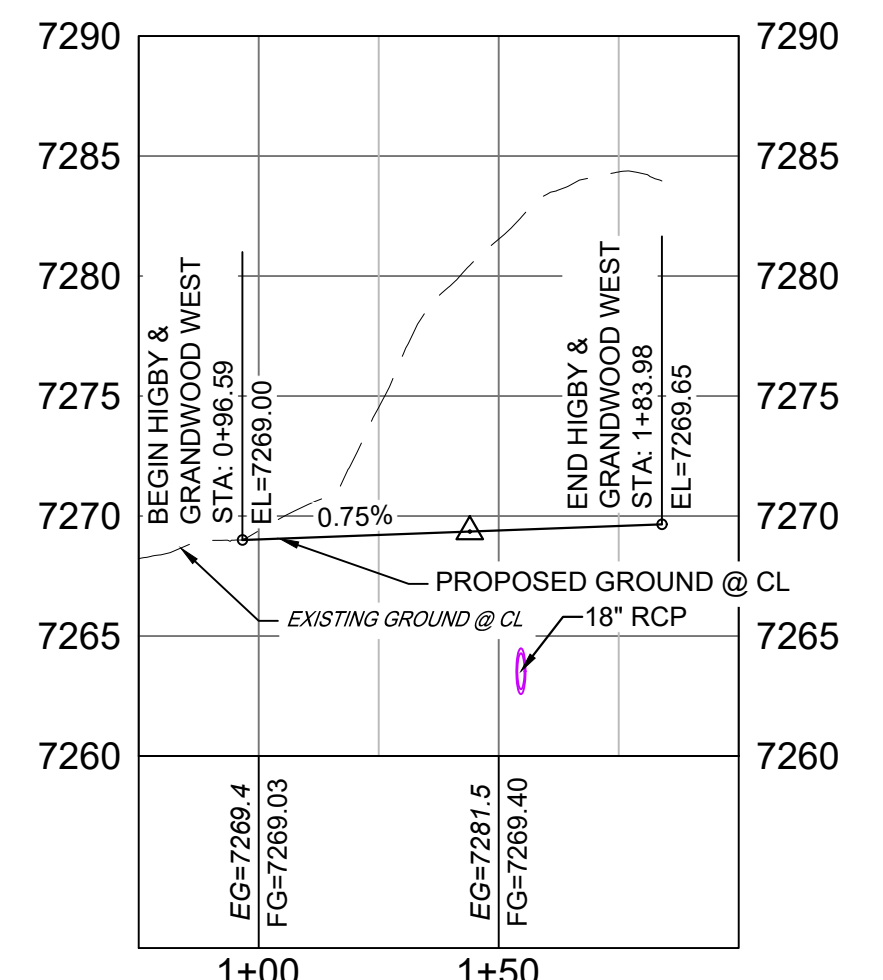 7290
7290
7285
7285
7280
7280
7275
7275
7270
7270
7265
7265
7260
7260
BEGIN HIGBY &
GRANDWOOD WEST
STA: 0+96.59
EL=7269.00
END HIGBY &
GRANDWOOD WEST
STA: 1+83.98
EL=7269.65
0.75%
PROPOSED GROUND @ CL
EXISTING GROUND @ CL
18" RCP
EG=7269.4
FG=7269.03
EG=7281.5
FG=7269.40
1+00
1+50